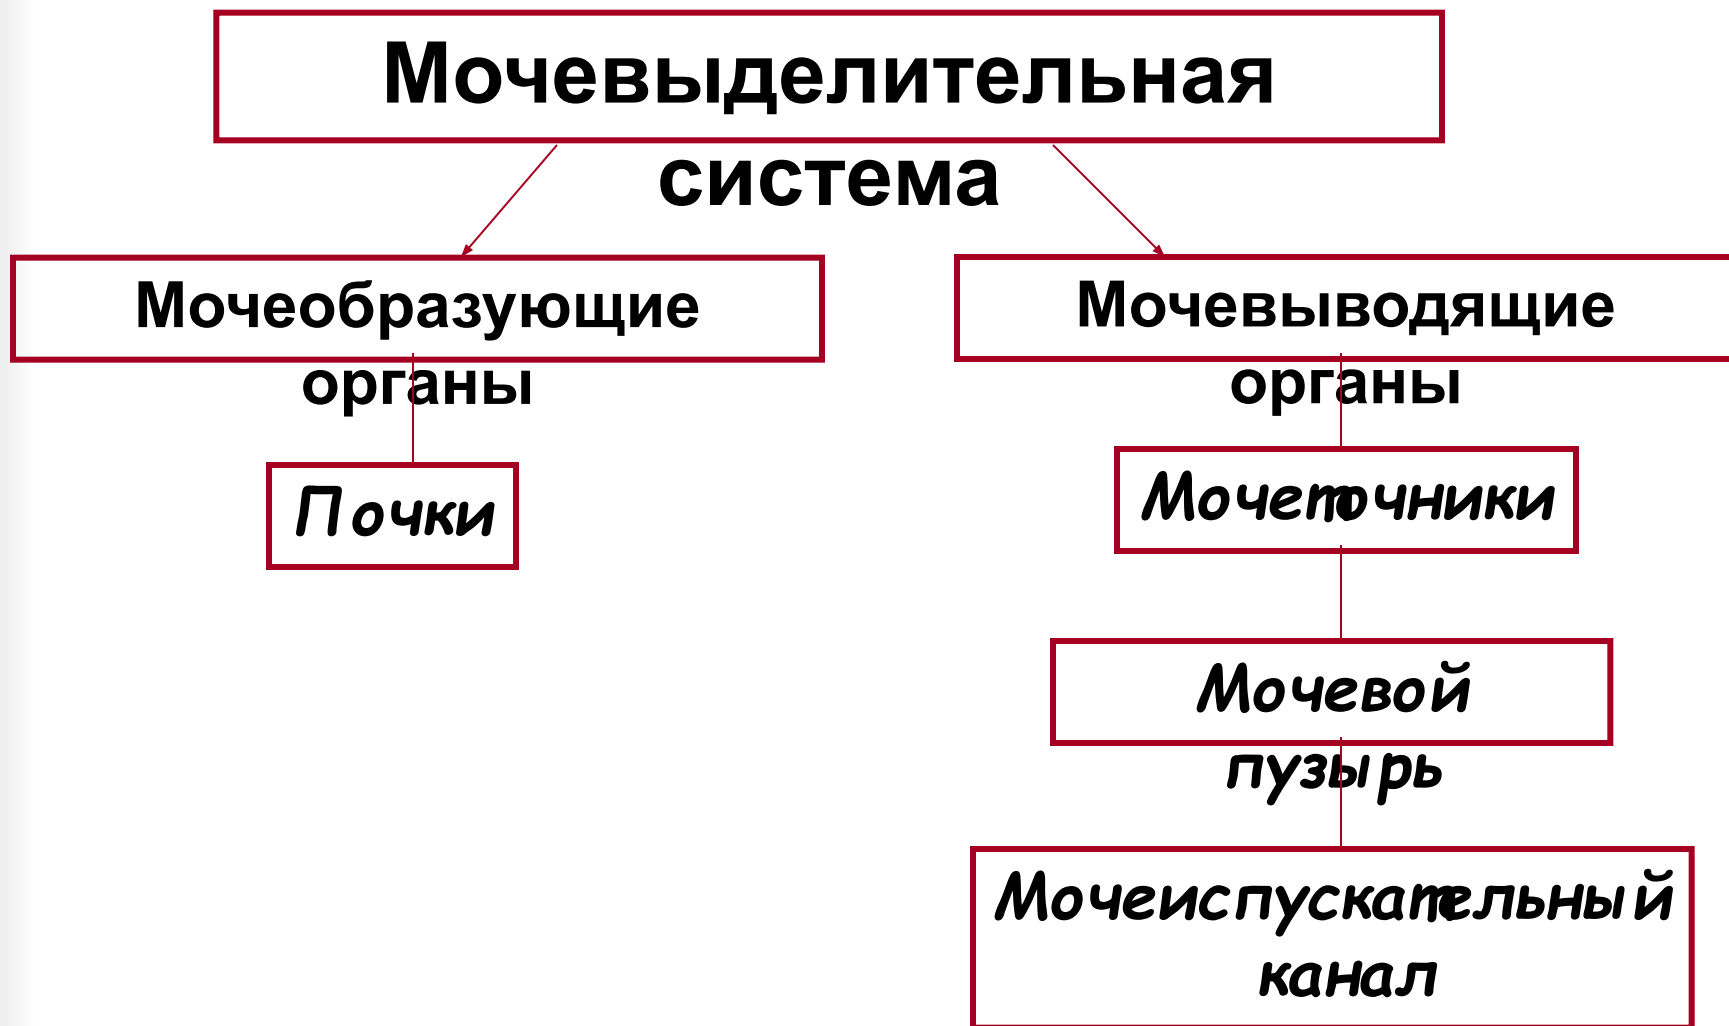 Мочевыделительная
система
Мочеобразующие
органы
Почки
Мочевыводящие
органы
Мочеточники
Мочевой
пузырь
Мочеиспускательный
канал